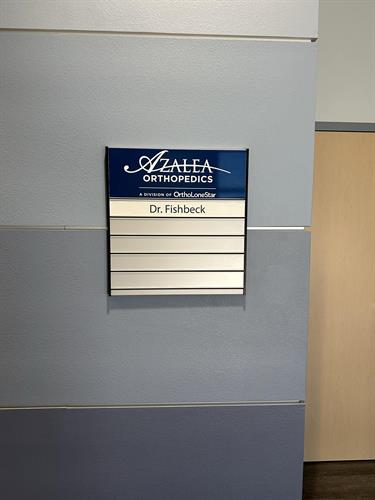 AZALEA
ORTHOPEDICS
A DIVISION OF OrthoLoneStar
Dr. Fishbeck